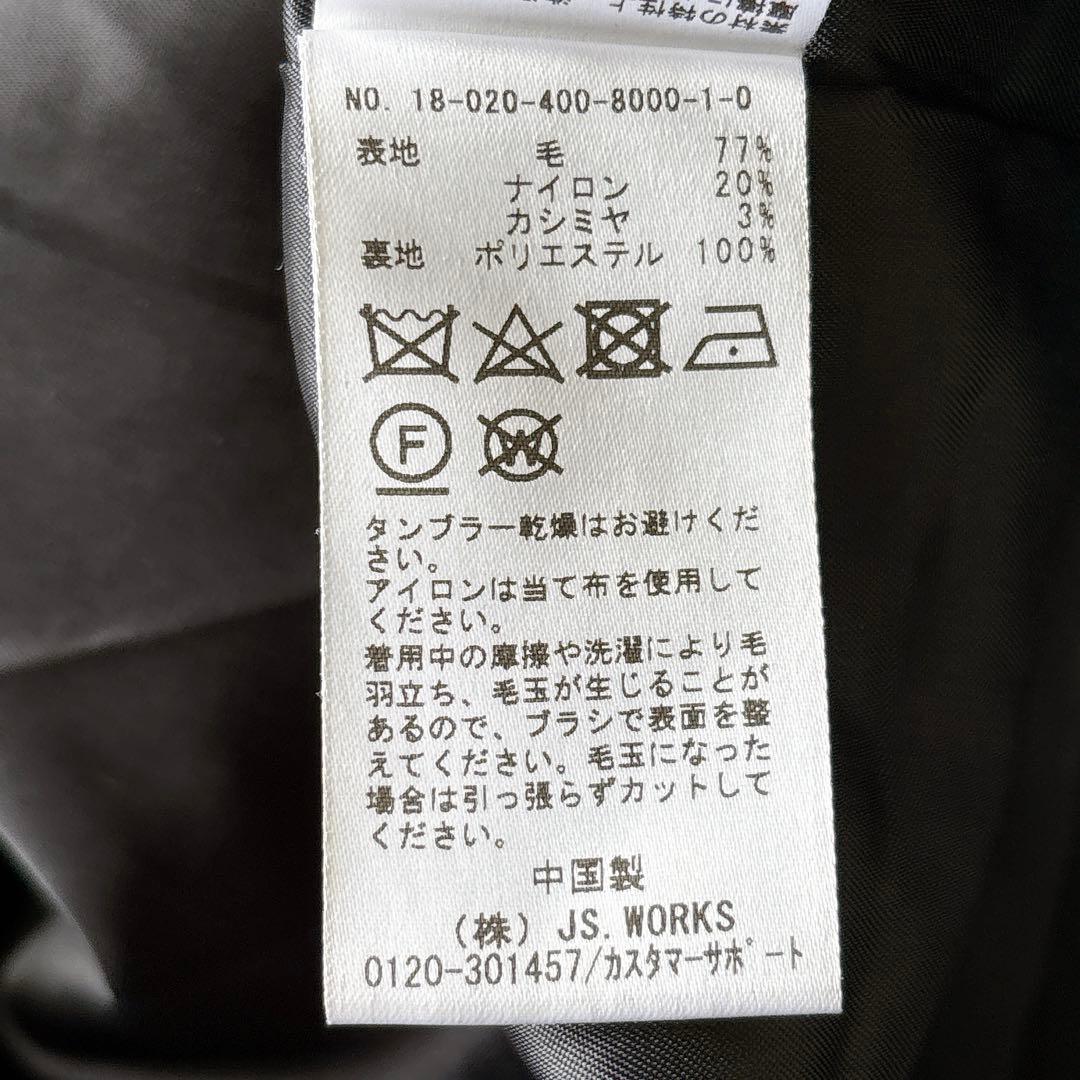 素材の特性上
NO. 18-020-400-8000-1-0
表地 毛 77%
ナイロン 20%
カシミヤ 3%
裏地 ポリエステル 100%
F
W
タンブラー乾燥はお避けくだ
さい。
アイロンは当て布を使用して
ください。
着用中の摩擦や洗濯により毛
羽立ち、毛玉が生じることが
あるので、ブラシで表面を整
えてください。毛玉になった
場合は引っ張らずカットして
ください。
中国製
(株) JS.WORKS
0120-301457/カスタマーサポート